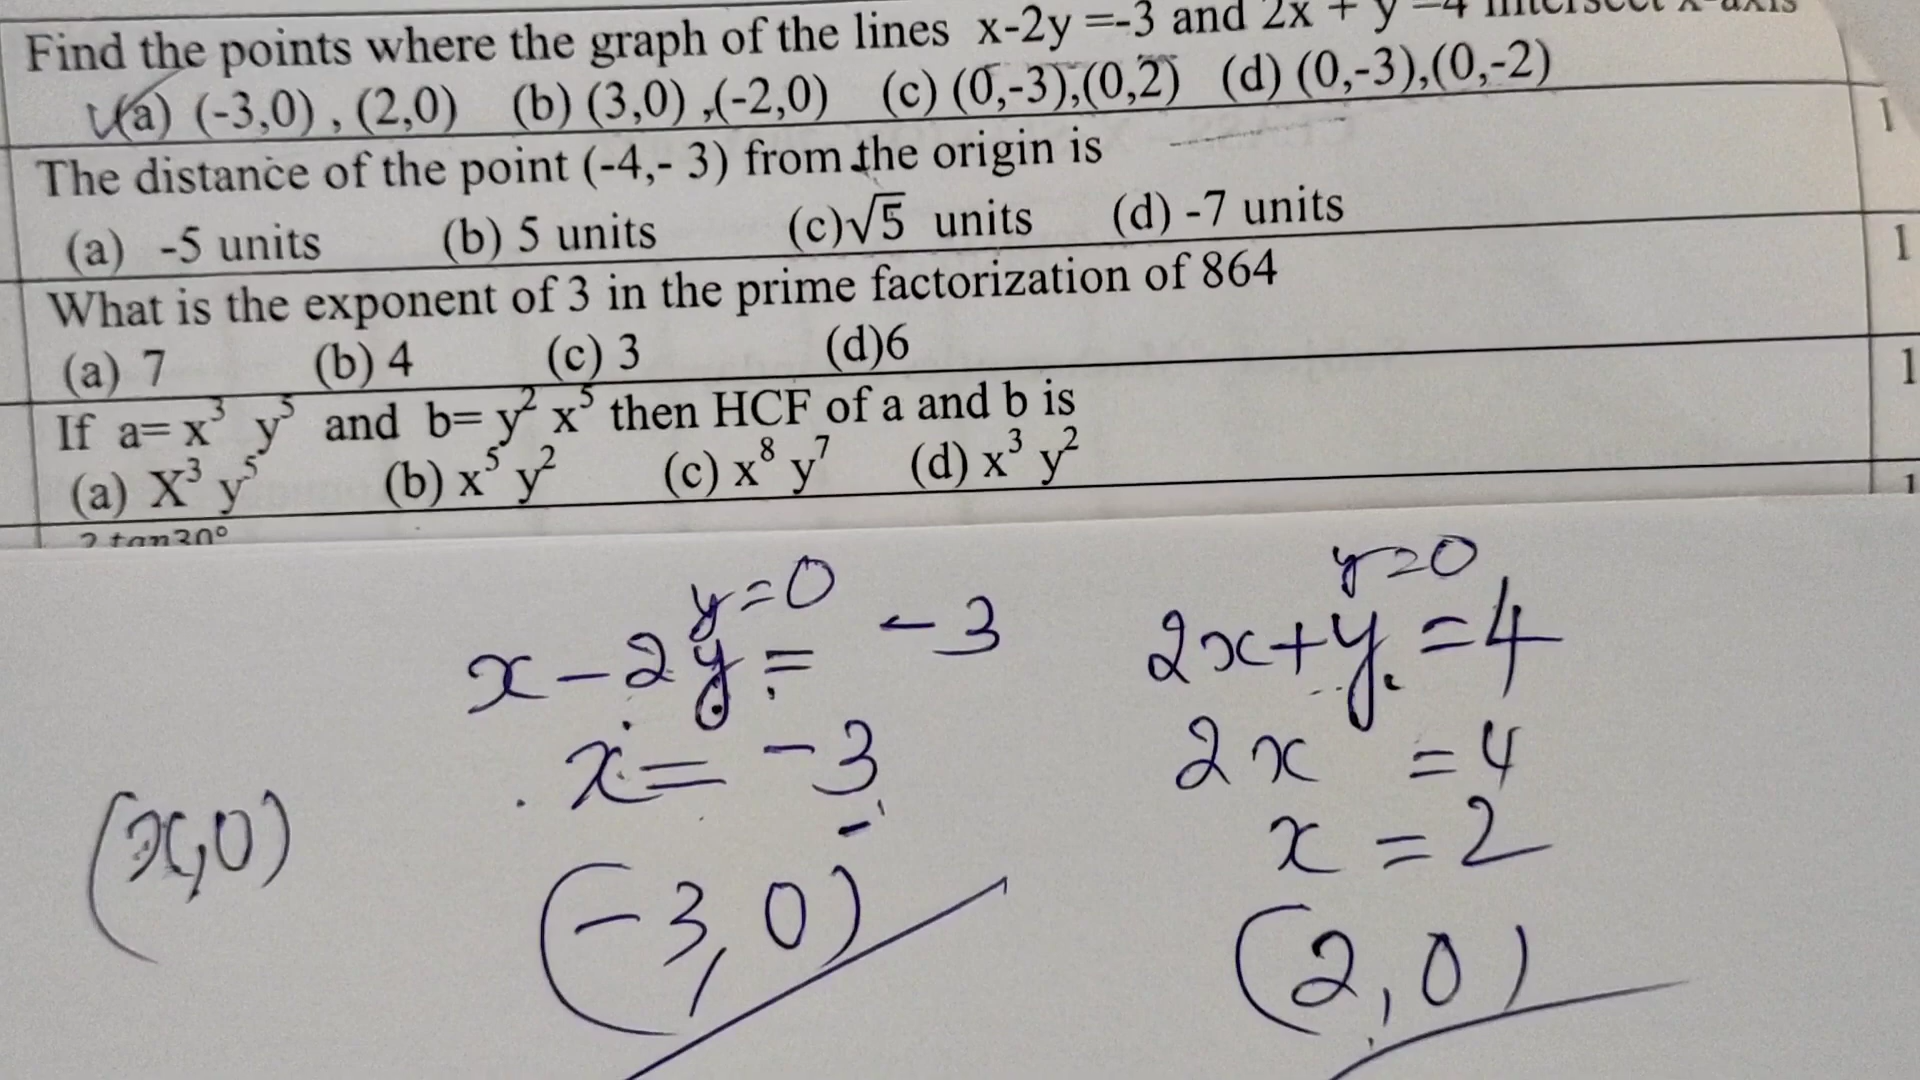 Find the points where the graph of the lines x-2y =-3 and 2x + y =4 intersect x-axis
(a) (-3,0) , (2,0) (b) (3,0) ,(-2,0) (c) (0,-3),(0,2) (d) (0,-3),(0,-2)
1
The distance of the point (-4,- 3) from the origin is
(a) -5 units (b) 5 units (c)√5 units (d) -7 units
1
What is the exponent of 3 in the prime factorization of 864
(a) 7 (b) 4 (c) 3 (d)6
1
If a= x³ y⁵ and b= y² x⁵ then HCF of a and b is
(a) X³ y⁵ (b) x⁵ y² (c) x⁸ y⁷ (d) x³ y²
1
2 tan30°
y=0
x-2y = -3
x = -3
(-3,0)
(x,0)
y=0
2x+y=4
2x =4
x = 2
(2,0)